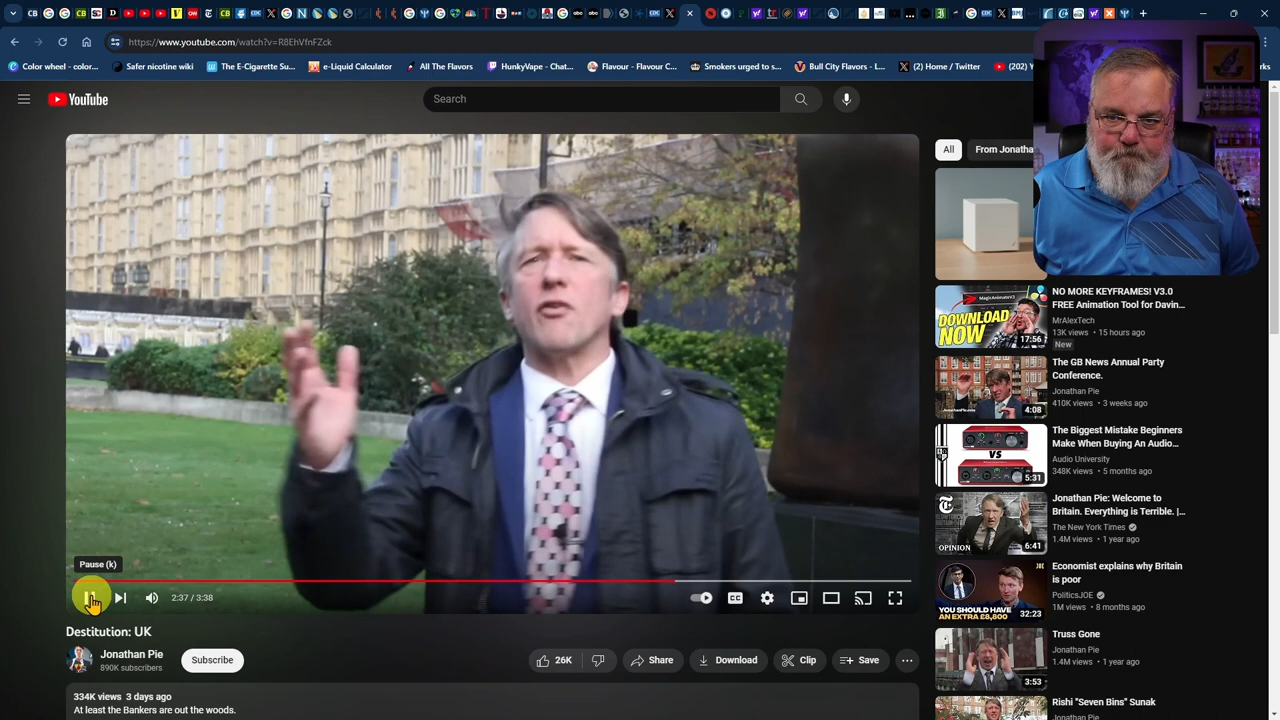 https://www.youtube.com/watch?v=R8EhVfnFZck
Color wheel - color...
Safer nicotine wiki
The E-Cigarette Su...
e-Liquid Calculator
All The Flavors
HunkyVape - Chat...
Flavour – Flavour C...
Smokers urged to s...
Bull City Flavors - L...
(2) Home / Twitter
(202) Y
YouTube
Search
All
From Jonatha
Pause (k)
2:37 / 3:38
CC
Destitution: UK
Jonathan Pie
890K subscribers
Subscribe
26K
Share
Download
Clip
Save
334K views 3 days ago
At least the Bankers are out the woods.
DOWNLOAD
NOW
17:56
NO MORE KEYFRAMES! V3.0
FREE Animation Tool for Davin...
MrAlexTech
13K views • 15 hours ago
New
4:08
The GB News Annual Party
Conference.
Jonathan Pie
410K views • 3 weeks ago
VS
5:31
The Biggest Mistake Beginners
Make When Buying An Audio...
Audio University
348K views • 5 months ago
OPINION
6:41
Jonathan Pie: Welcome to
Britain. Everything is Terrible. |...
The New York Times
1.4M views • 1 year ago
JOE
YOU SHOULD HAVE
AN EXTRA £8,800
32:23
Economist explains why Britain
is poor
PoliticsJOE
1M views • 8 months ago
3:53
Truss Gone
Jonathan Pie
1.4M views • 1 year ago
Rishi "Seven Bins" Sunak
Jonathan Pie